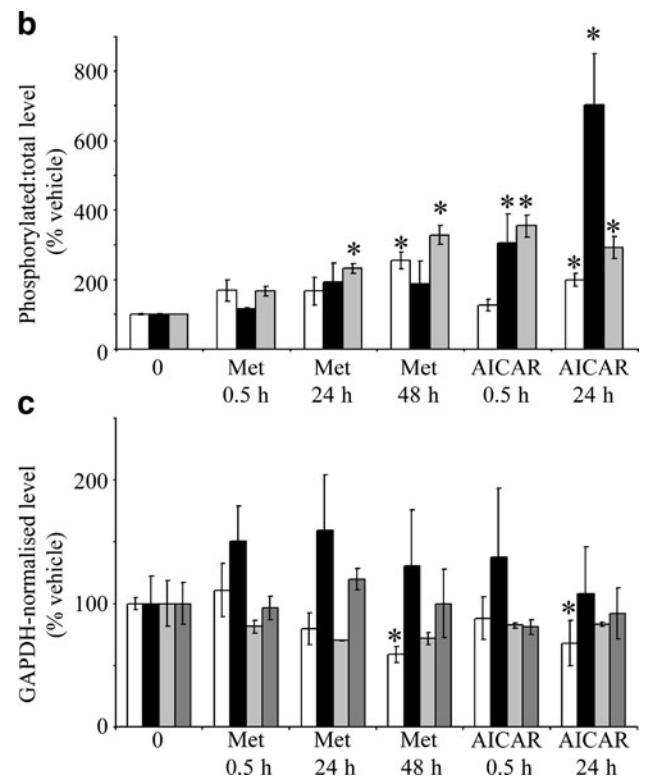 b
Phosphorylated:total level
(% vehicle)
800
600
400
200
0
*
*
*
*
*
*
*
*
0
Met
0.5 h
Met
24 h
Met
48 h
AICAR
0.5 h
AICAR
24 h
c
GAPDH-normalised level
(% vehicle)
200
100
0
*
*
0
Met
0.5 h
Met
24 h
Met
48 h
AICAR
0.5 h
AICAR
24 h